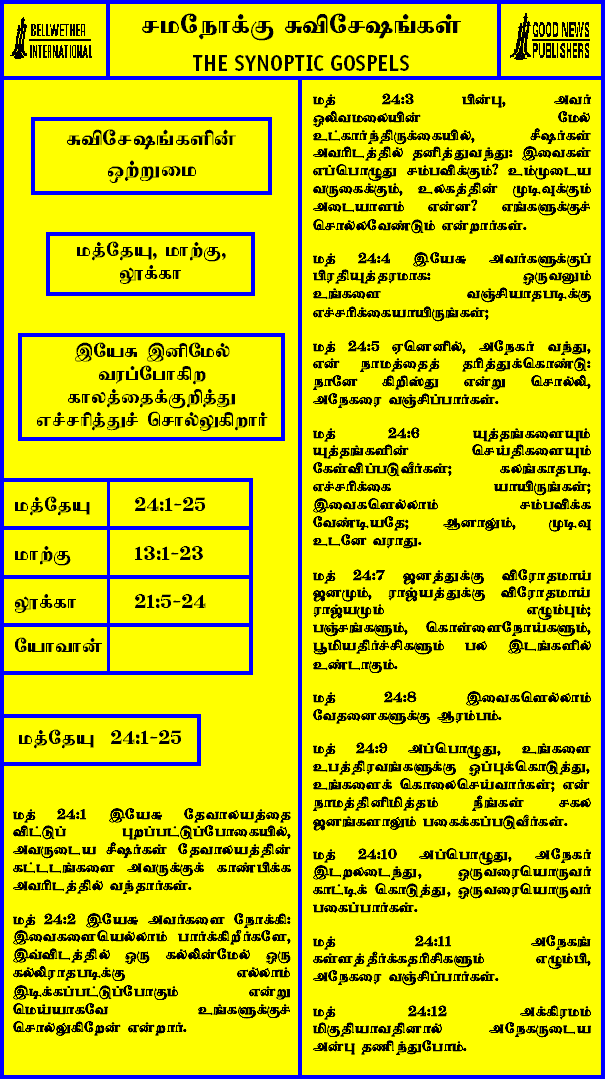 BELLWETHER
INTERNATIONAL
சமநோக்கு சுவிசேஷங்கள்
THE SYNOPTIC GOSPELS
GOOD NEWS
PUBLISHERS
சுவிசேஷங்களின்
ஒற்றுமை
மத்தேயு, மாற்கு,
லூக்கா
இயேசு இனிமேல்
வரப்போகிற
காலத்தைக்குறித்து
எச்சரித்துச் சொல்லுகிறார்
மத்தேயு 24:1-25
மாற்கு 13:1-23
லூக்கா 21:5-24
யோவான்
மத்தேயு 24:1-25
மத் 24:1 இயேசு தேவாலயத்தை
விட்டுப் புறப்பட்டுப்போகையில்,
அவருடைய சீஷர்கள் தேவாலயத்தின்
கட்டடங்களை அவருக்குக் காண்பிக்க
அவரிடத்தில் வந்தார்கள்.
மத் 24:2 இயேசு அவர்களை நோக்கி:
இவைகளையெல்லாம் பார்க்கிறீர்களே,
இவ்விடத்தில் ஒரு கல்லின்மேல் ஒரு
கல்லிராதபடிக்கு எல்லாம்
இடிக்கப்பட்டுப்போகும் என்று
மெய்யாகவே உங்களுக்குச்
சொல்லுகிறேன் என்றார்.
மத் 24:3 பின்பு, அவர்
ஒலிவமலையின் மேல்
உட்கார்ந்திருக்கையில், சீஷர்கள்
அவரிடத்தில் தனித்துவந்து: இவைகள்
எப்பொழுது சம்பவிக்கும்? உம்முடைய
வருகைக்கும், உலகத்தின் முடிவுக்கும்
அடையாளம் என்ன? எங்களுக்குச்
சொல்லவேண்டும் என்றார்கள்.
மத் 24:4 இயேசு அவர்களுக்குப்
பிரதியுத்தரமாக: ஒருவனும்
உங்களை வஞ்சியாதபடிக்கு
எச்சரிக்கையாயிருங்கள்;
மத் 24:5 ஏனெனில், அநேகர் வந்து,
என் நாமத்தைத் தரித்துக்கொண்டு:
நானே கிறிஸ்து என்று சொல்லி,
அநேகரை வஞ்சிப்பார்கள்.
மத் 24:6 யுத்தங்களையும்
யுத்தங்களின் செய்திகளையும்
கேள்விப்படுவீர்கள்; கலங்காதபடி
எச்சரிக்கை யாயிருங்கள்;
இவைகளெல்லாம் சம்பவிக்க
வேண்டியதே; ஆனாலும், முடிவு
உடனே வராது.
மத் 24:7 ஜனத்துக்கு விரோதமாய்
ஜனமும், ராஜ்யத்துக்கு விரோதமாய்
ராஜ்யமும் எழும்பும்;
பஞ்சங்களும், கொள்ளைநோய்களும்,
பூமியதிர்ச்சிகளும் பல இடங்களில்
உண்டாகும்.
மத் 24:8 இவைகளெல்லாம்
வேதனைகளுக்கு ஆரம்பம்.
மத் 24:9 அப்பொழுது, உங்களை
உபத்திரவங்களுக்கு ஒப்புக்கொடுத்து,
உங்களைக் கொலைசெய்வார்கள்; என்
நாமத்தினிமித்தம் நீங்கள் சகல
ஜனங்களாலும் பகைக்கப்படுவீர்கள்.
மத் 24:10 அப்பொழுது, அநேகர்
இடறலடைந்து, ஒருவரையொருவர்
காட்டிக் கொடுத்து, ஒருவரையொருவர்
பகைப்பார்கள்.
மத் 24:11 அநேகங்
கள்ளத்தீர்க்கதரிசிகளும் எழும்பி,
அநேகரை வஞ்சிப்பார்கள்.
மத் 24:12 அக்கிரமம்
மிகுதியாவதினால் அநேகருடைய
அன்பு தணிந்துபோம்.